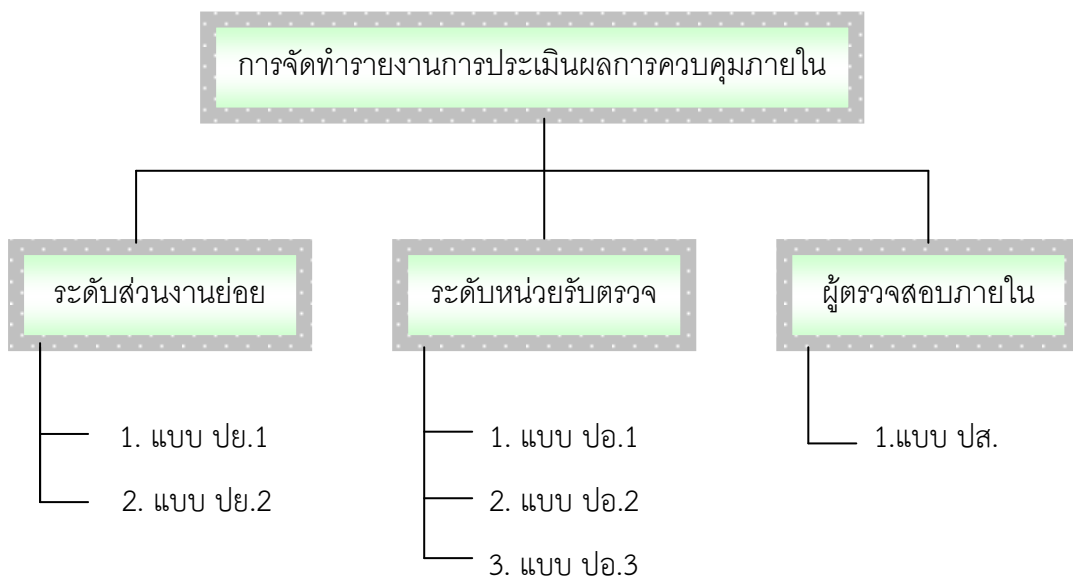 การจัดทำรายงานการประเมินผลการควบคุมภายใน
ระดับส่วนงานย่อย
1. แบบ ปย.1
2. แบบ ปย.2
ระดับหน่วยรับตรวจ
1. แบบ ปอ.1
2. แบบ ปอ.2
3. แบบ ปอ.3
ผู้ตรวจสอบภายใน
1.แบบ ปส.